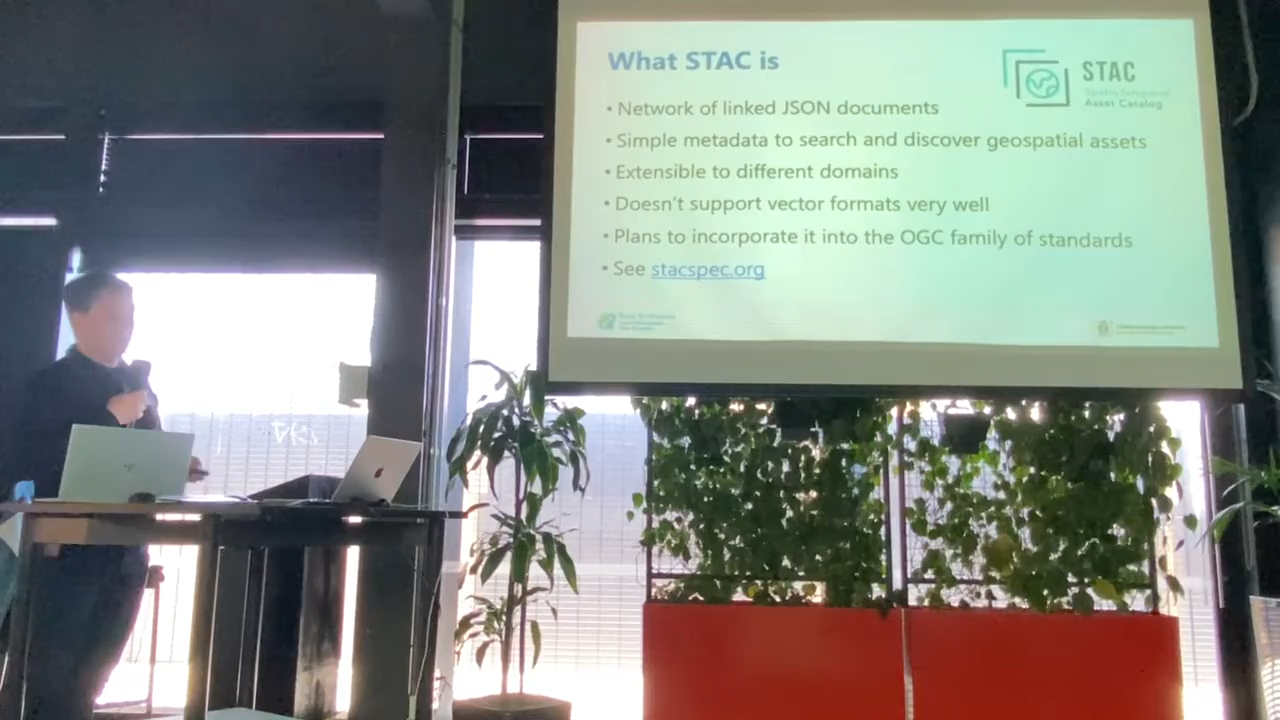 What STAC is
STAC
SpatioTemporal
Asset Catalog
• Network of linked JSON documents
• Simple metadata to search and discover geospatial assets
• Extensible to different domains
• Doesn't support vector formats very well
• Plans to incorporate it into the OGC family of standards
• See stacspec.org